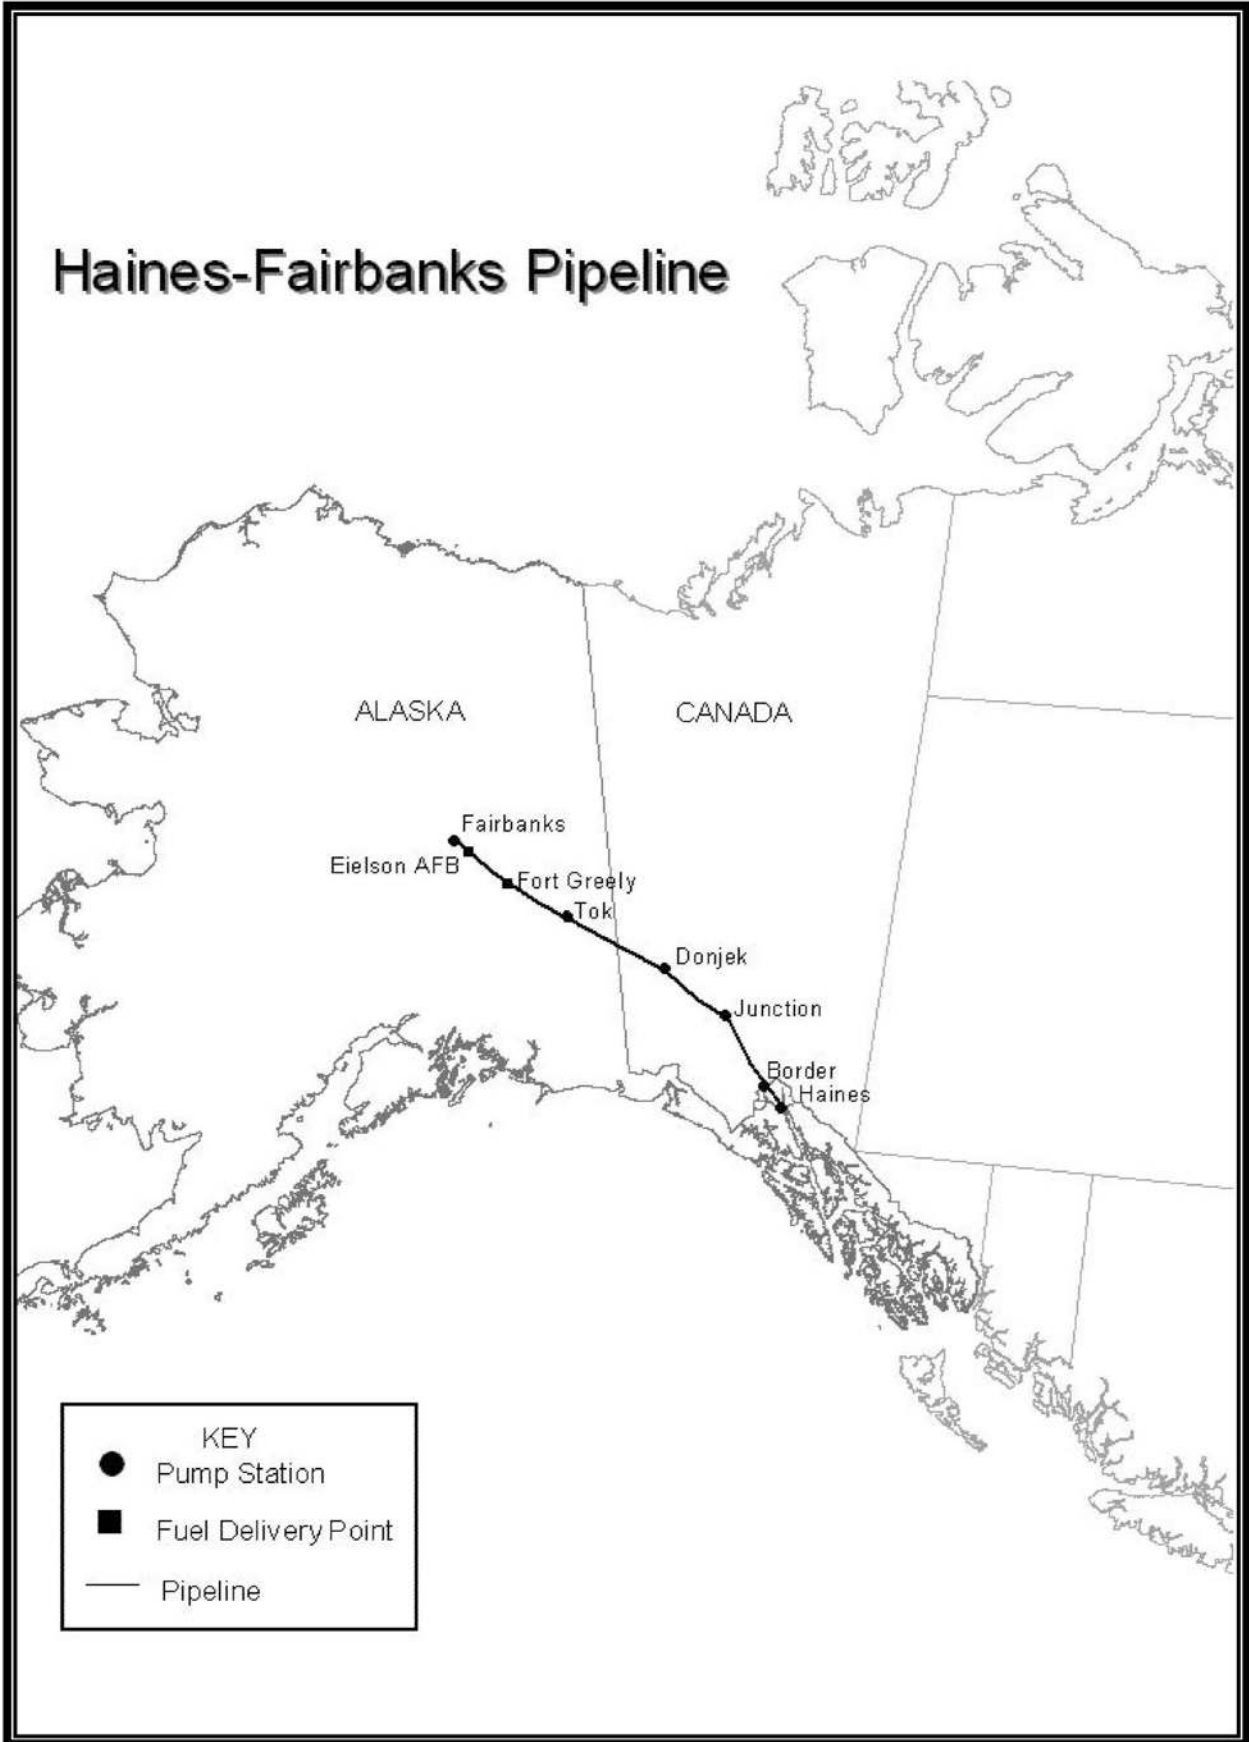 Haines-Fairbanks Pipeline
ALASKA
CANADA
Fairbanks
Eielson AFB
Fort Greely
Tok
Donjek
Junction
Border
Haines
KEY
Pump Station
Fuel Delivery Point
Pipeline